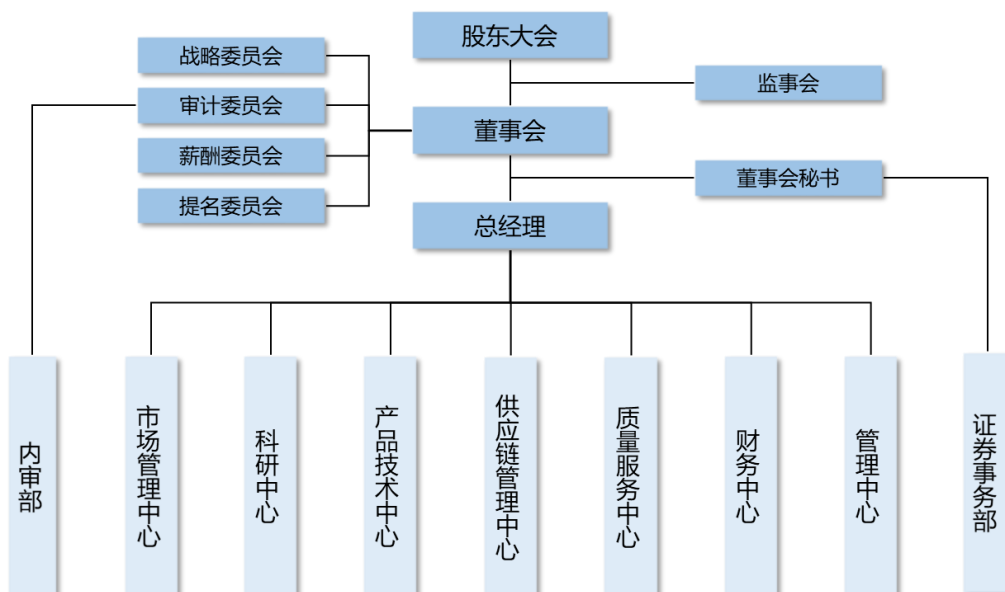 股东大会
战略委员会
监事会
审计委员会
董事会
薪酬委员会
董事会秘书
提名委员会
总经理
内审部
市场管理中心
科研中心
产品技术中心
供应链管理中心
质量服务中心
财务中心
管理中心
证券事务部